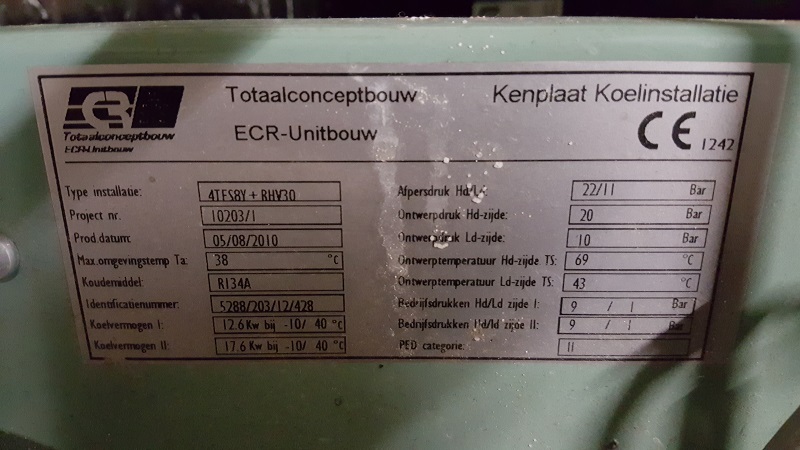 ECR
Totaalconceptbouw
ECR-Unitbouw
Totaalconceptbouw
ECR-Unitbouw
Kenplaat Koelinstallatie
CE 1242
Type installatie: 4TES8Y + RHV30
Project nr. 10203/1
Prod.datum: 05/08/2010
Max.omgevingstemp Ta: 38 °C
Koudemiddel: R134A
Identificatienummer: 5288/203/12/428
Koelvermogen I: 12.6 Kw bij -10/ 40 °C
Koelvermogen II: 17.6 Kw bij -10/ 40 °C
Afpersdruk Hd/Ld: 22/11 Bar
Ontwerpdruk Hd-zijde: 20 Bar
Ontwerpdruk Ld-zijde: 10 Bar
Ontwerptemperatuur Hd-zijde TS: 69 °C
Ontwerptemperatuur Ld-zijde TS: 43 °C
Bedrijfsdrukken Hd/Ld zijde I: 9 / 1 Bar
Bedrijfsdrukken Hd/ld zijde II: 9 / 1 Bar
PED categorie: II